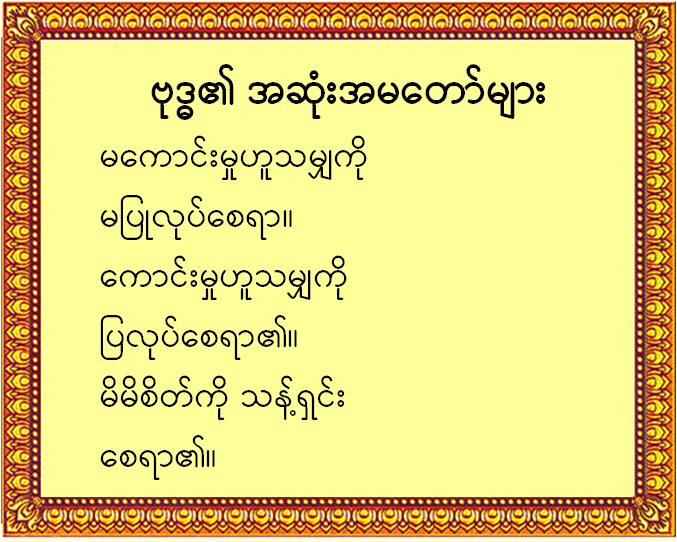 ဗုဒ္ဓ၏ အဆုံးအမတော်များ
မကောင်းမှုဟူသမျှကို
မပြုလုပ်စေရာ။
ကောင်းမှုဟူသမျှကို
ပြလုပ်စေရာ၏။
မိမိစိတ်ကို သန့်ရှင်း
စေရာ၏။